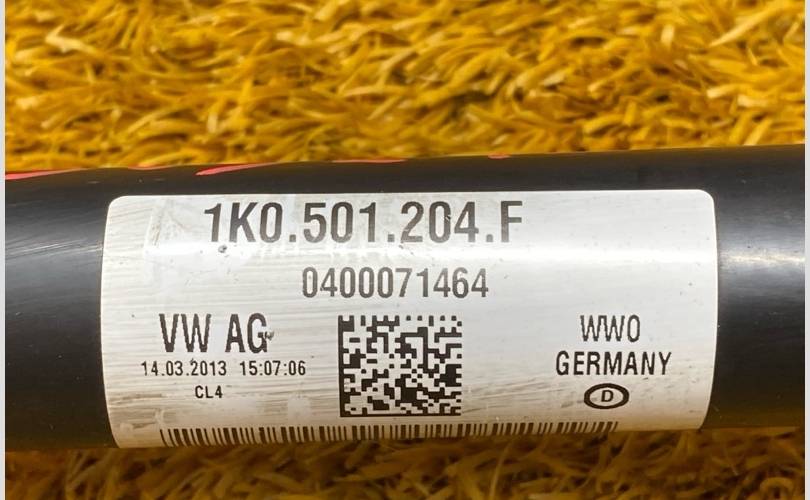 1K0.501.204.F
0400071464
VW AG
14.03.2013 15:07:06
CL4
WWO
GERMANY
D